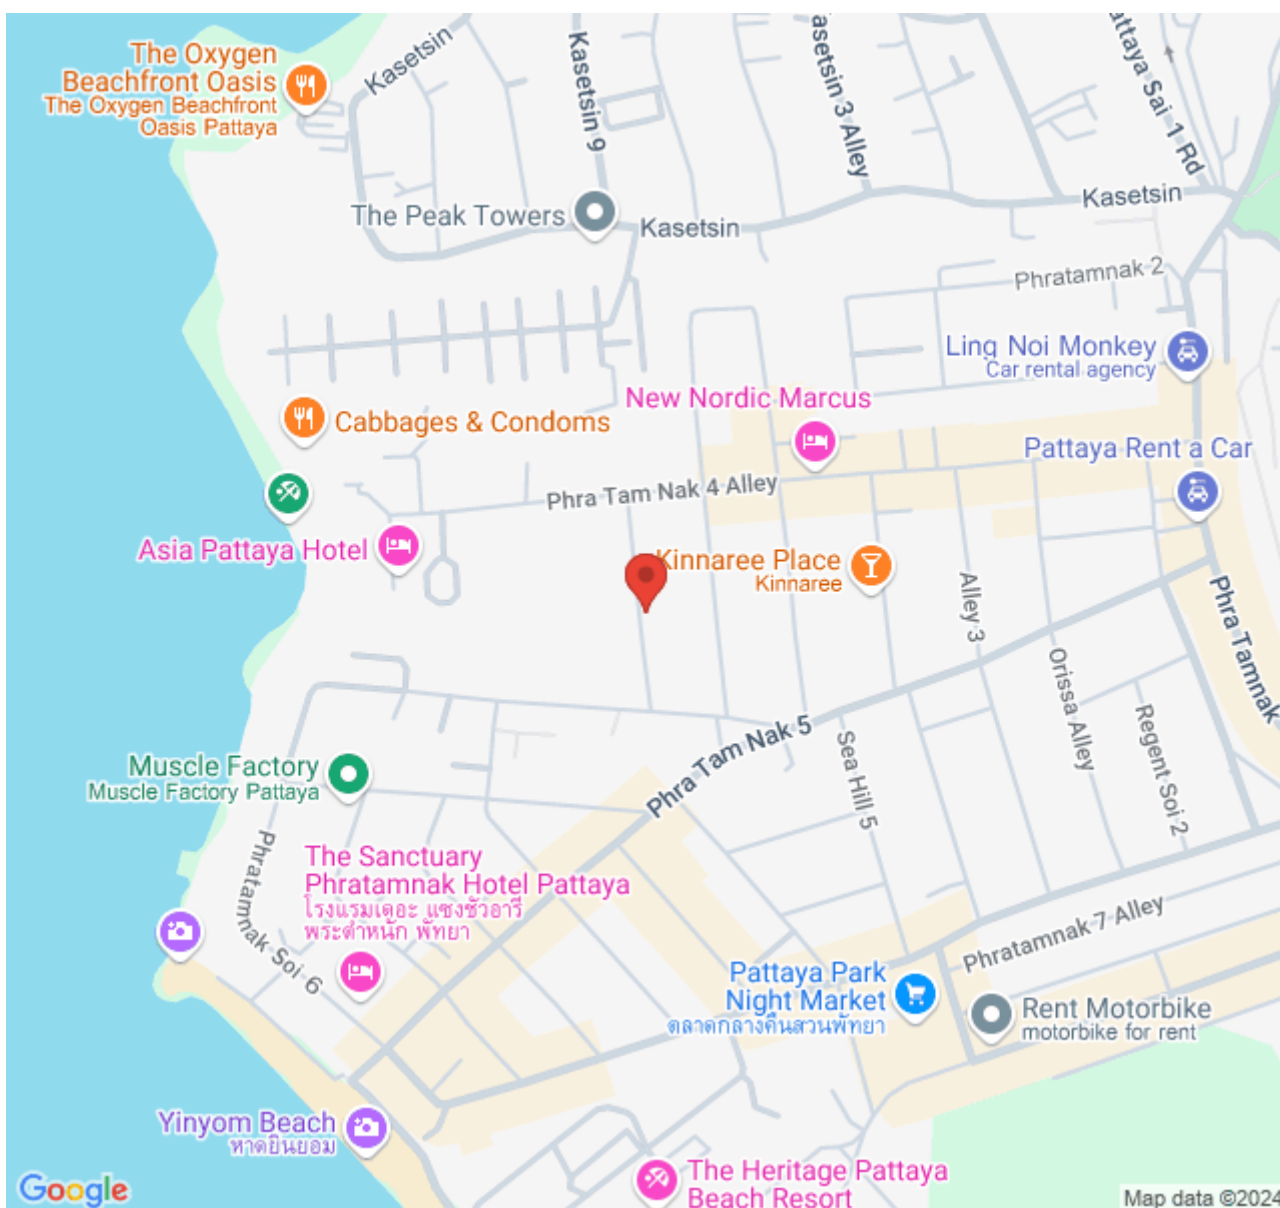 The Oxygen
Beachfront Oasis
The Oxygen Beachfront
Oasis Pattaya
Kasetsin
Kasetsin 9
Kasetsin 3 Alley
Pattaya Sai 1 Rd
Kasetsin
The Peak Towers
Kasetsin
Phratamnak 2
Ling Noi Monkey
Car rental agency
New Nordic Marcus
Cabbages & Condoms
Pattaya Rent a Car
Phra Tam Nak 4 Alley
Asia Pattaya Hotel
Kinnaree Place
Kinnaree
Alley 3
Phra Tamnak
Orissa Alley
Regent Soi 2
Phra Tam Nak 5
Sea Hill 5
Muscle Factory
Muscle Factory Pattaya
Phratamnak Soi 6
The Sanctuary
Phratamnak Hotel Pattaya
โรงแรมเดอะ แซงชัวอารี
พระตำหนัก พัทยา
Phratamnak 7 Alley
Pattaya Park
Night Market
ตลาดกลางคืนสวนพัทยา
Rent Motorbike
motorbike for rent
Yinyom Beach
หาดยินยอม
The Heritage Pattaya
Beach Resort
Google
Map data ©2024